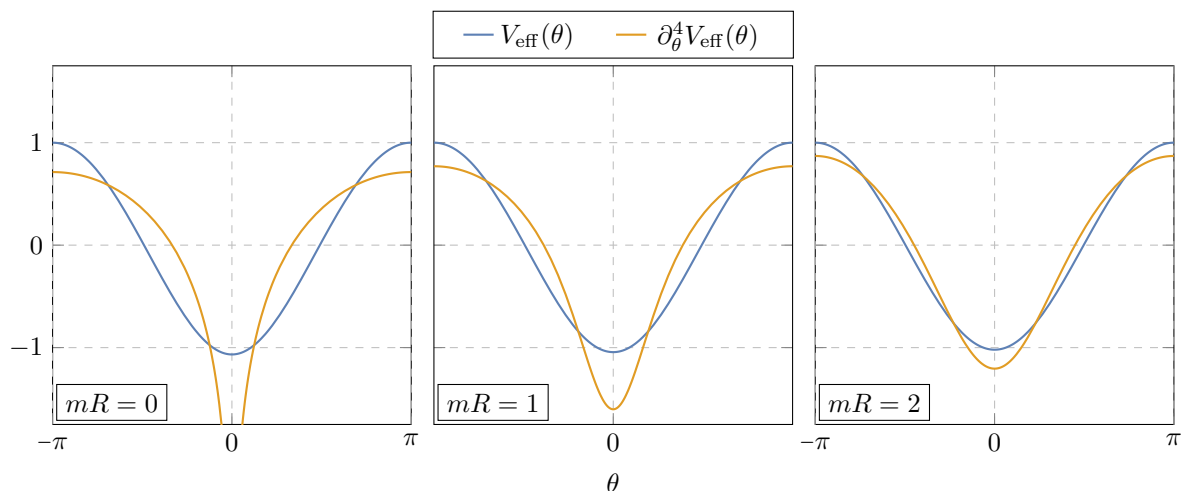 V_eff(θ) ∂_θ^4 V_eff(θ)
1
0
−1
mR = 0
mR = 1
mR = 2
−π 0 π 0 −π 0 π
θ